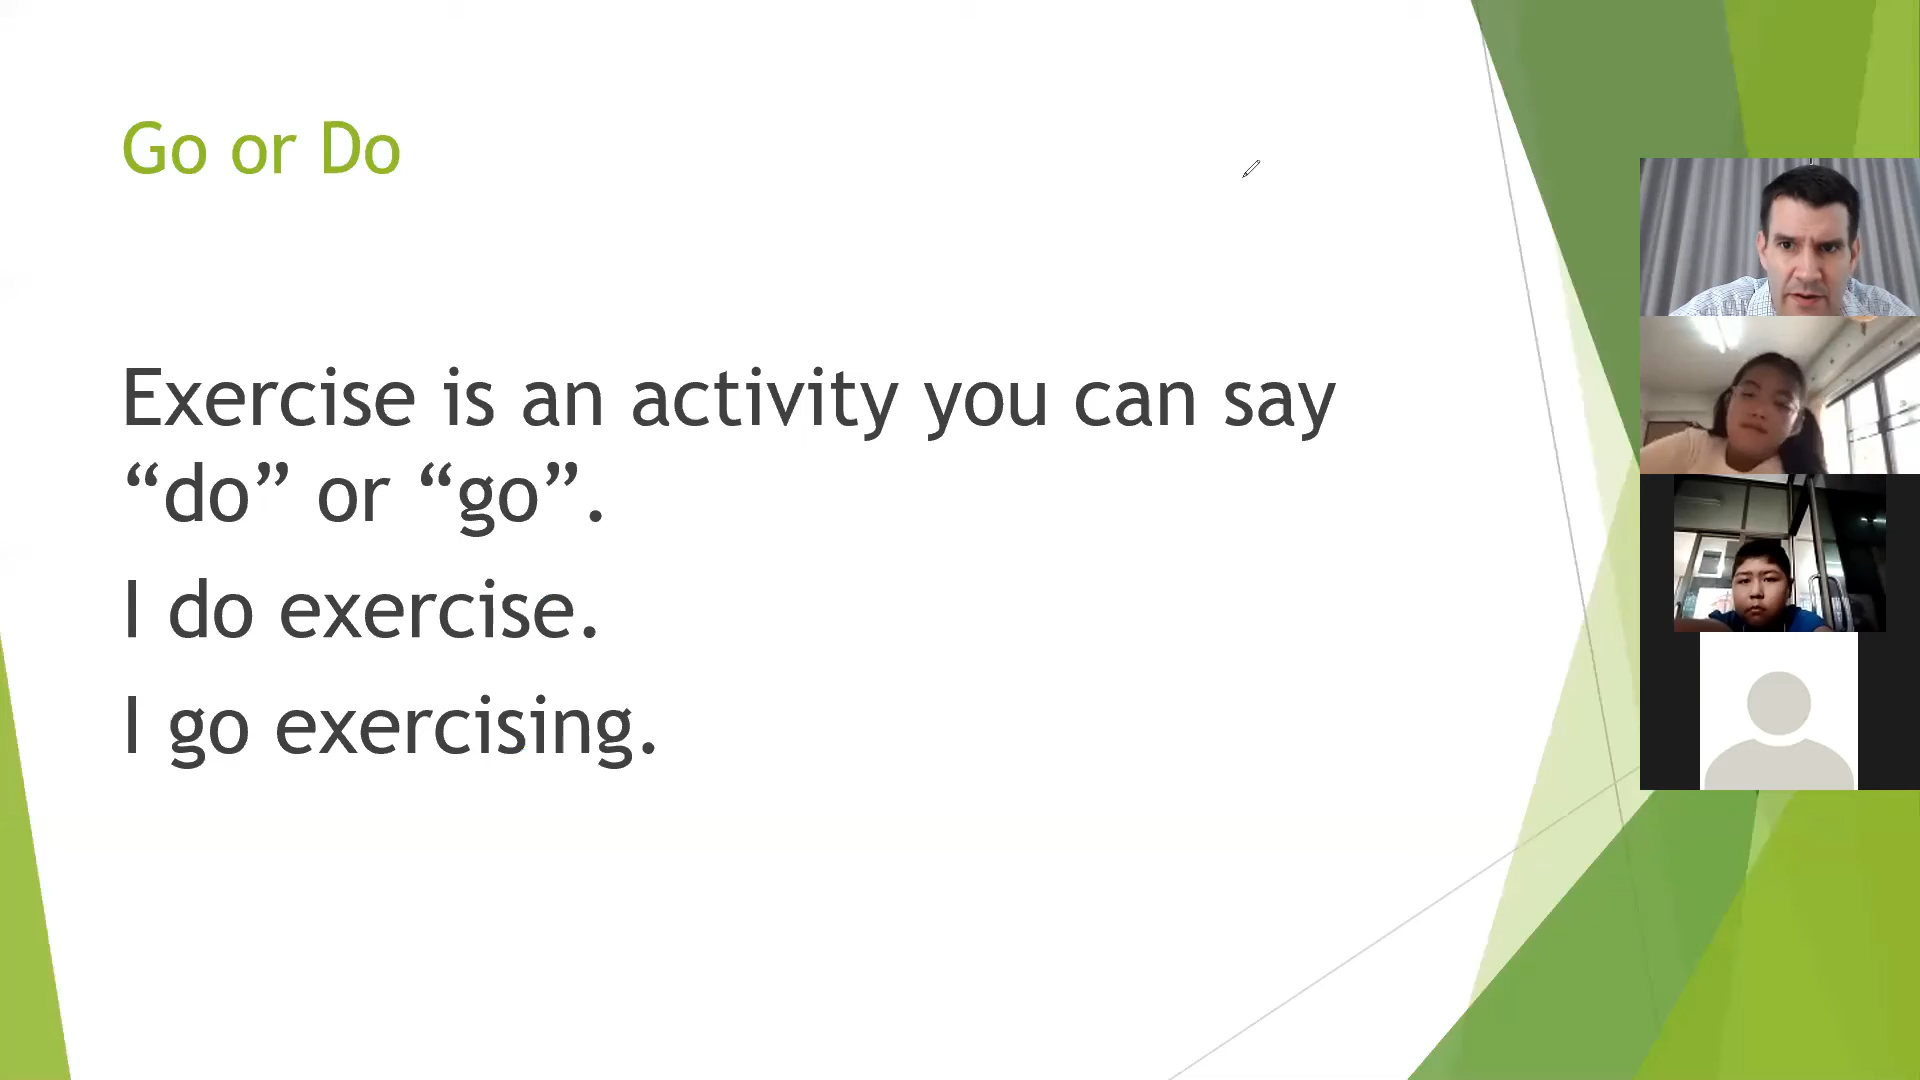 Go or Do
Exercise is an activity you can say
“do” or “go”.
I do exercise.
I go exercising.